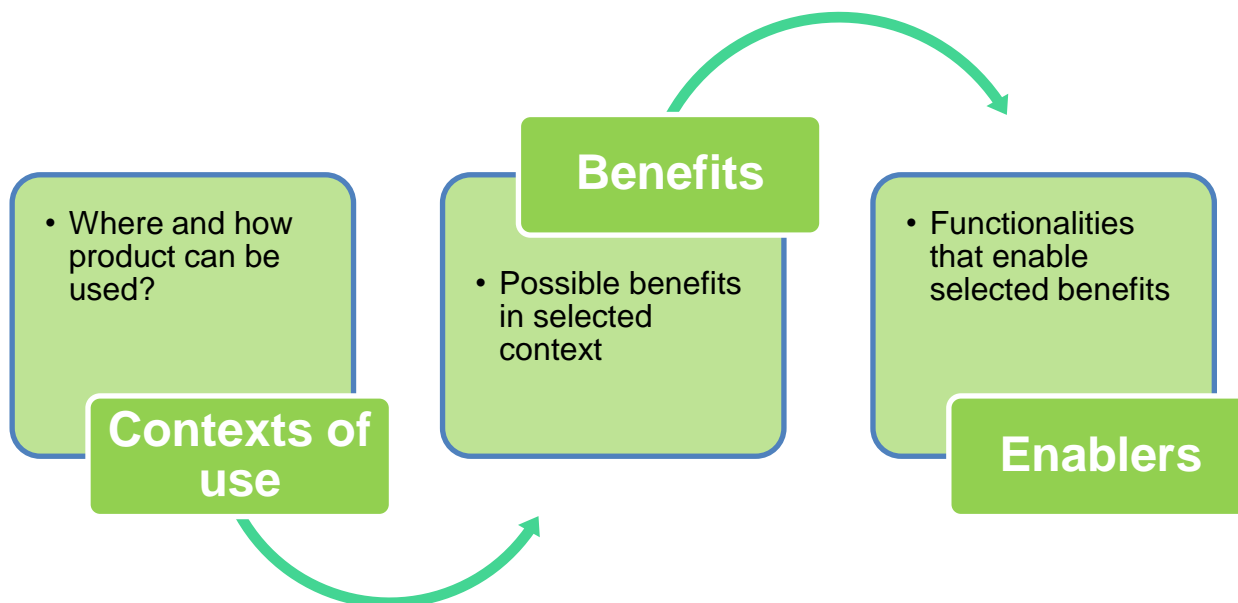 • Where and how
product can be
used?
Contexts of
use
Benefits
• Possible benefits
in selected
context
• Functionalities
that enable
selected benefits
Enablers